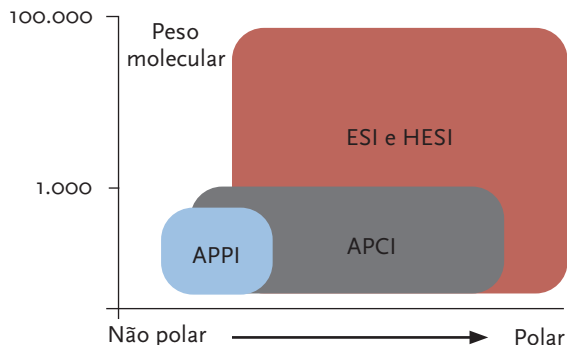 100.000
Peso
molecular
ESI e HESI
1.000
APPI
APCI
Não polar
Polar